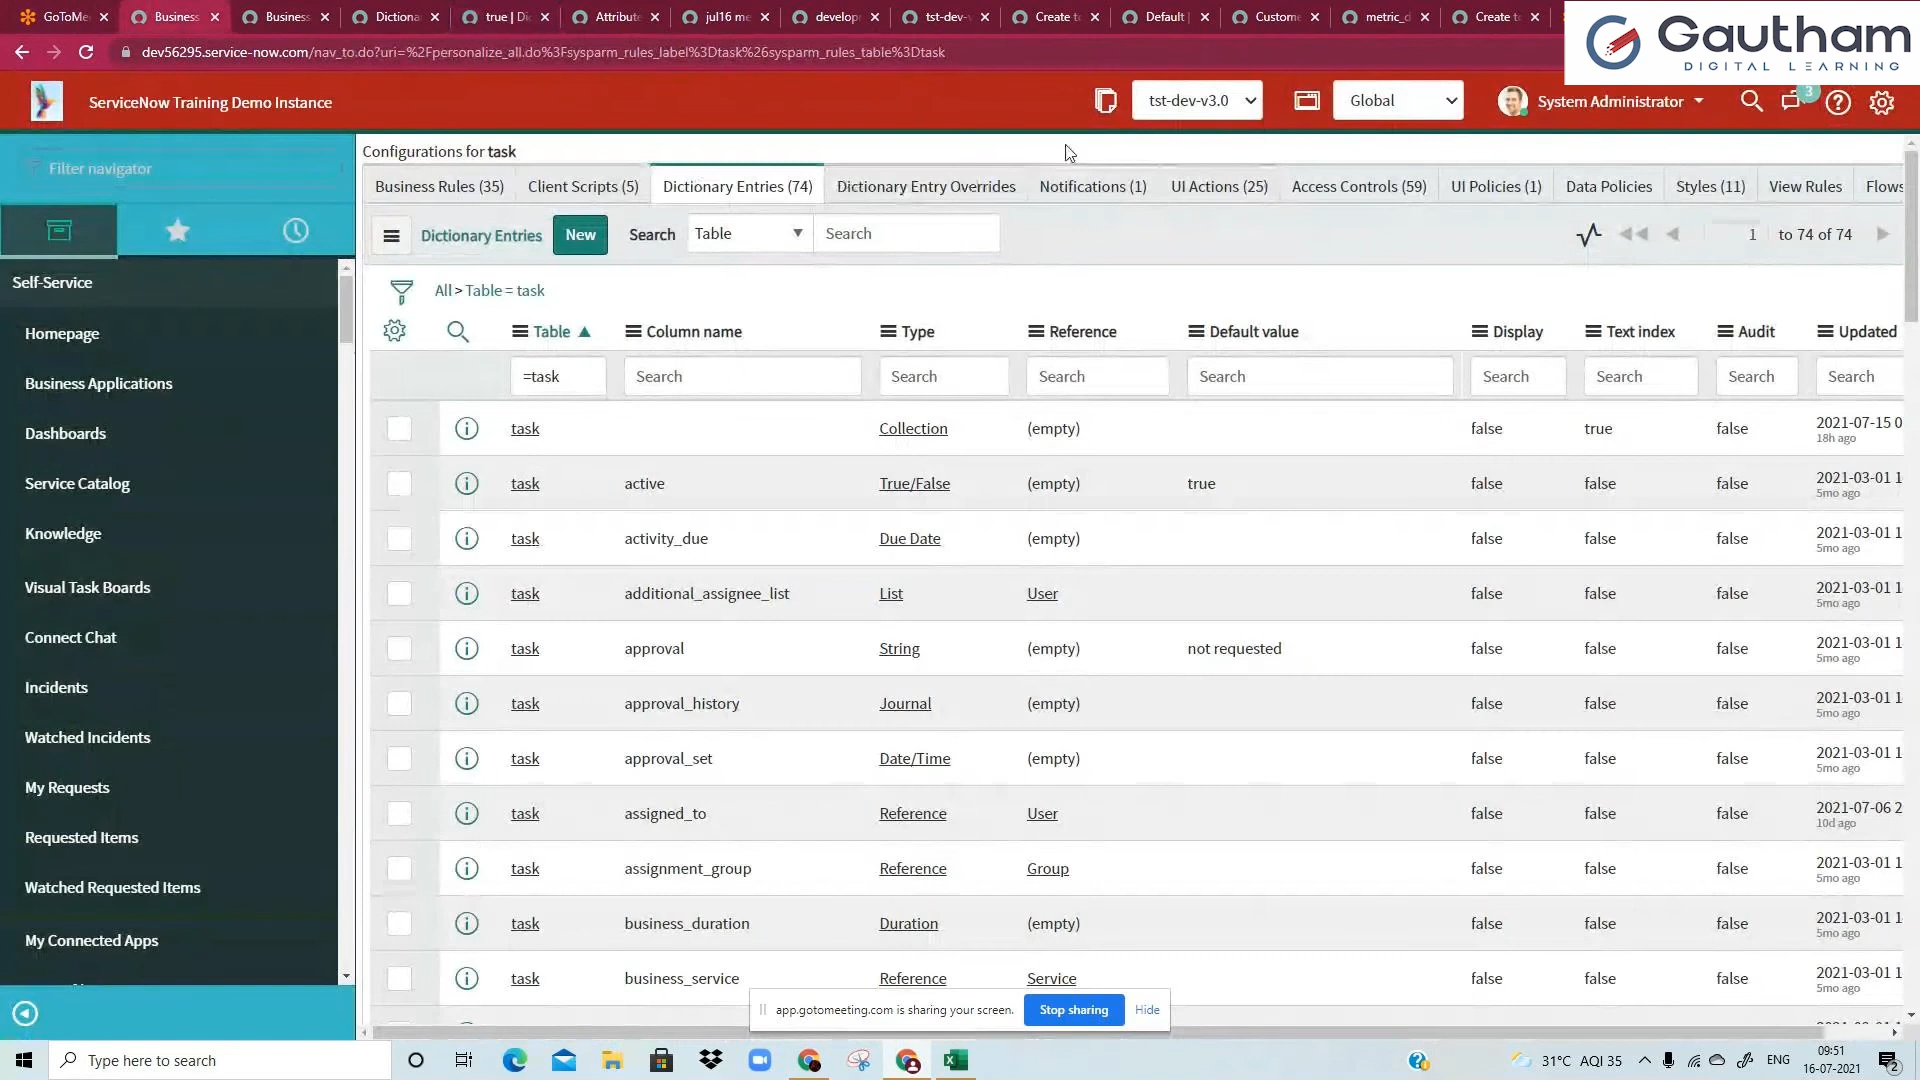 GoToMe
Business
Business
Dictiona
true | Di
Attribut
jul16 me
develop
tst-dev-
Create t
Default |
Custome
metric_d
Create t
dev56295.service-now.com/nav_to.do?uri=%2Fpersonalize_all.do%3Fsysparm_rules_label%3Dtask%26sysparm_rules_table%3Dtask
Gautham
DIGITAL LEARNING
ServiceNow Training Demo Instance
tst-dev-v3.0
Global
System Administrator
3
Filter navigator
Self-Service
Homepage
Business Applications
Dashboards
Service Catalog
Knowledge
Visual Task Boards
Connect Chat
Incidents
Watched Incidents
My Requests
Requested Items
Watched Requested Items
My Connected Apps
Configurations for task
Business Rules (35) Client Scripts (5) Dictionary Entries (74) Dictionary Entry Overrides Notifications (1) UI Actions (25) Access Controls (59) UI Policies (1) Data Policies Styles (11) View Rules Flows
Dictionary Entries New Search Table Search 1 to 74 of 74
All > Table = task
Table Column name Type Reference Default value Display Text index Audit Updated
=task Search Search Search Search Search Search Search Search
task Collection (empty) false true false 2021-07-15 0
18h ago
task active True/False (empty) true false false false 2021-03-01 1
5mo ago
task activity_due Due Date (empty) false false false 2021-03-01 1
5mo ago
task additional_assignee_list List User false false false 2021-03-01 1
5mo ago
task approval String (empty) not requested false false false 2021-03-01 1
5mo ago
task approval_history Journal (empty) false false false 2021-03-01 1
5mo ago
task approval_set Date/Time (empty) false false false 2021-03-01 1
5mo ago
task assigned_to Reference User false false false 2021-07-06 2
10d ago
task assignment_group Reference Group false false false 2021-03-01 1
5mo ago
task business_duration Duration (empty) false false false 2021-03-01 1
5mo ago
task business_service Reference Service false false false 2021-03-01 1
5mo ago
app.gotomeeting.com is sharing your screen. Stop sharing Hide
Type here to search
31°C AQI 35
ENG
09:51
16-07-2021
2